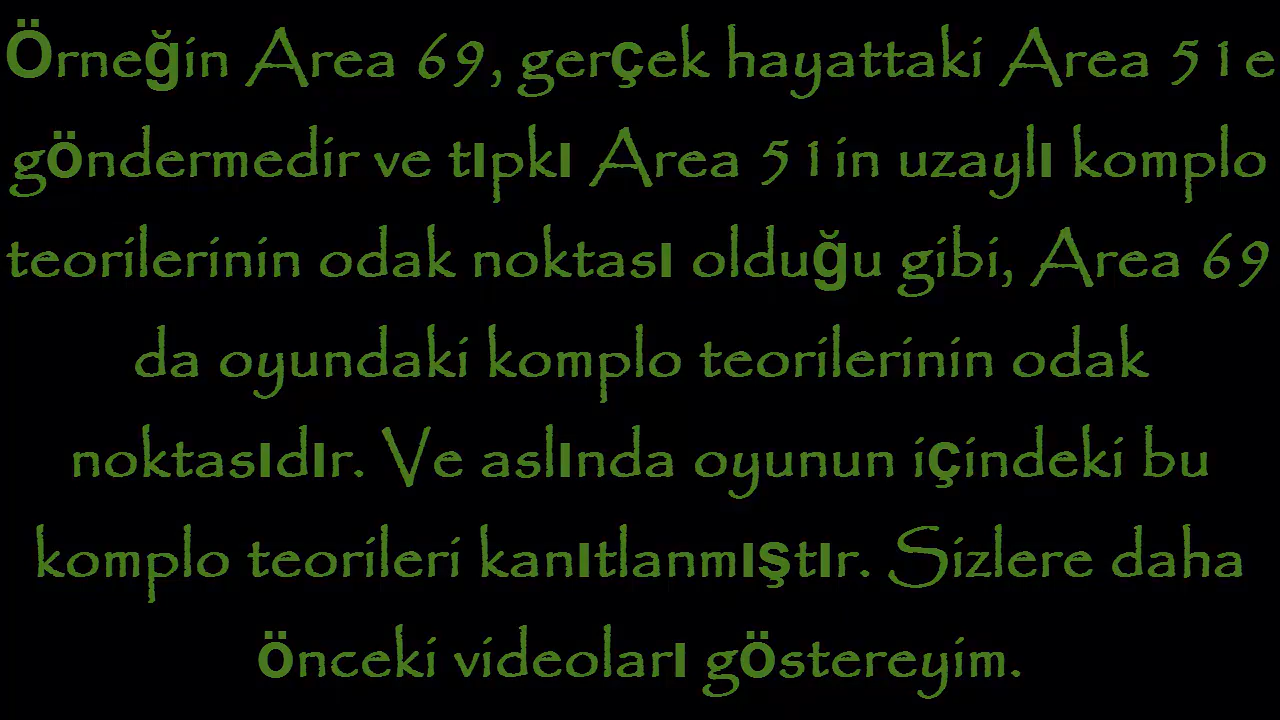 Örneğin Area 69, gerçek hayattaki Area 51e
göndermedir ve tıpkı Area 51in uzaylı komplo
teorilerinin odak noktası olduğu gibi, Area 69
da oyundaki komplo teorilerinin odak
noktasıdır. Ve aslında oyunun içindeki bu
komplo teorileri kanıtlanmıştır. Sizlere daha
önceki videoları göstereyim.